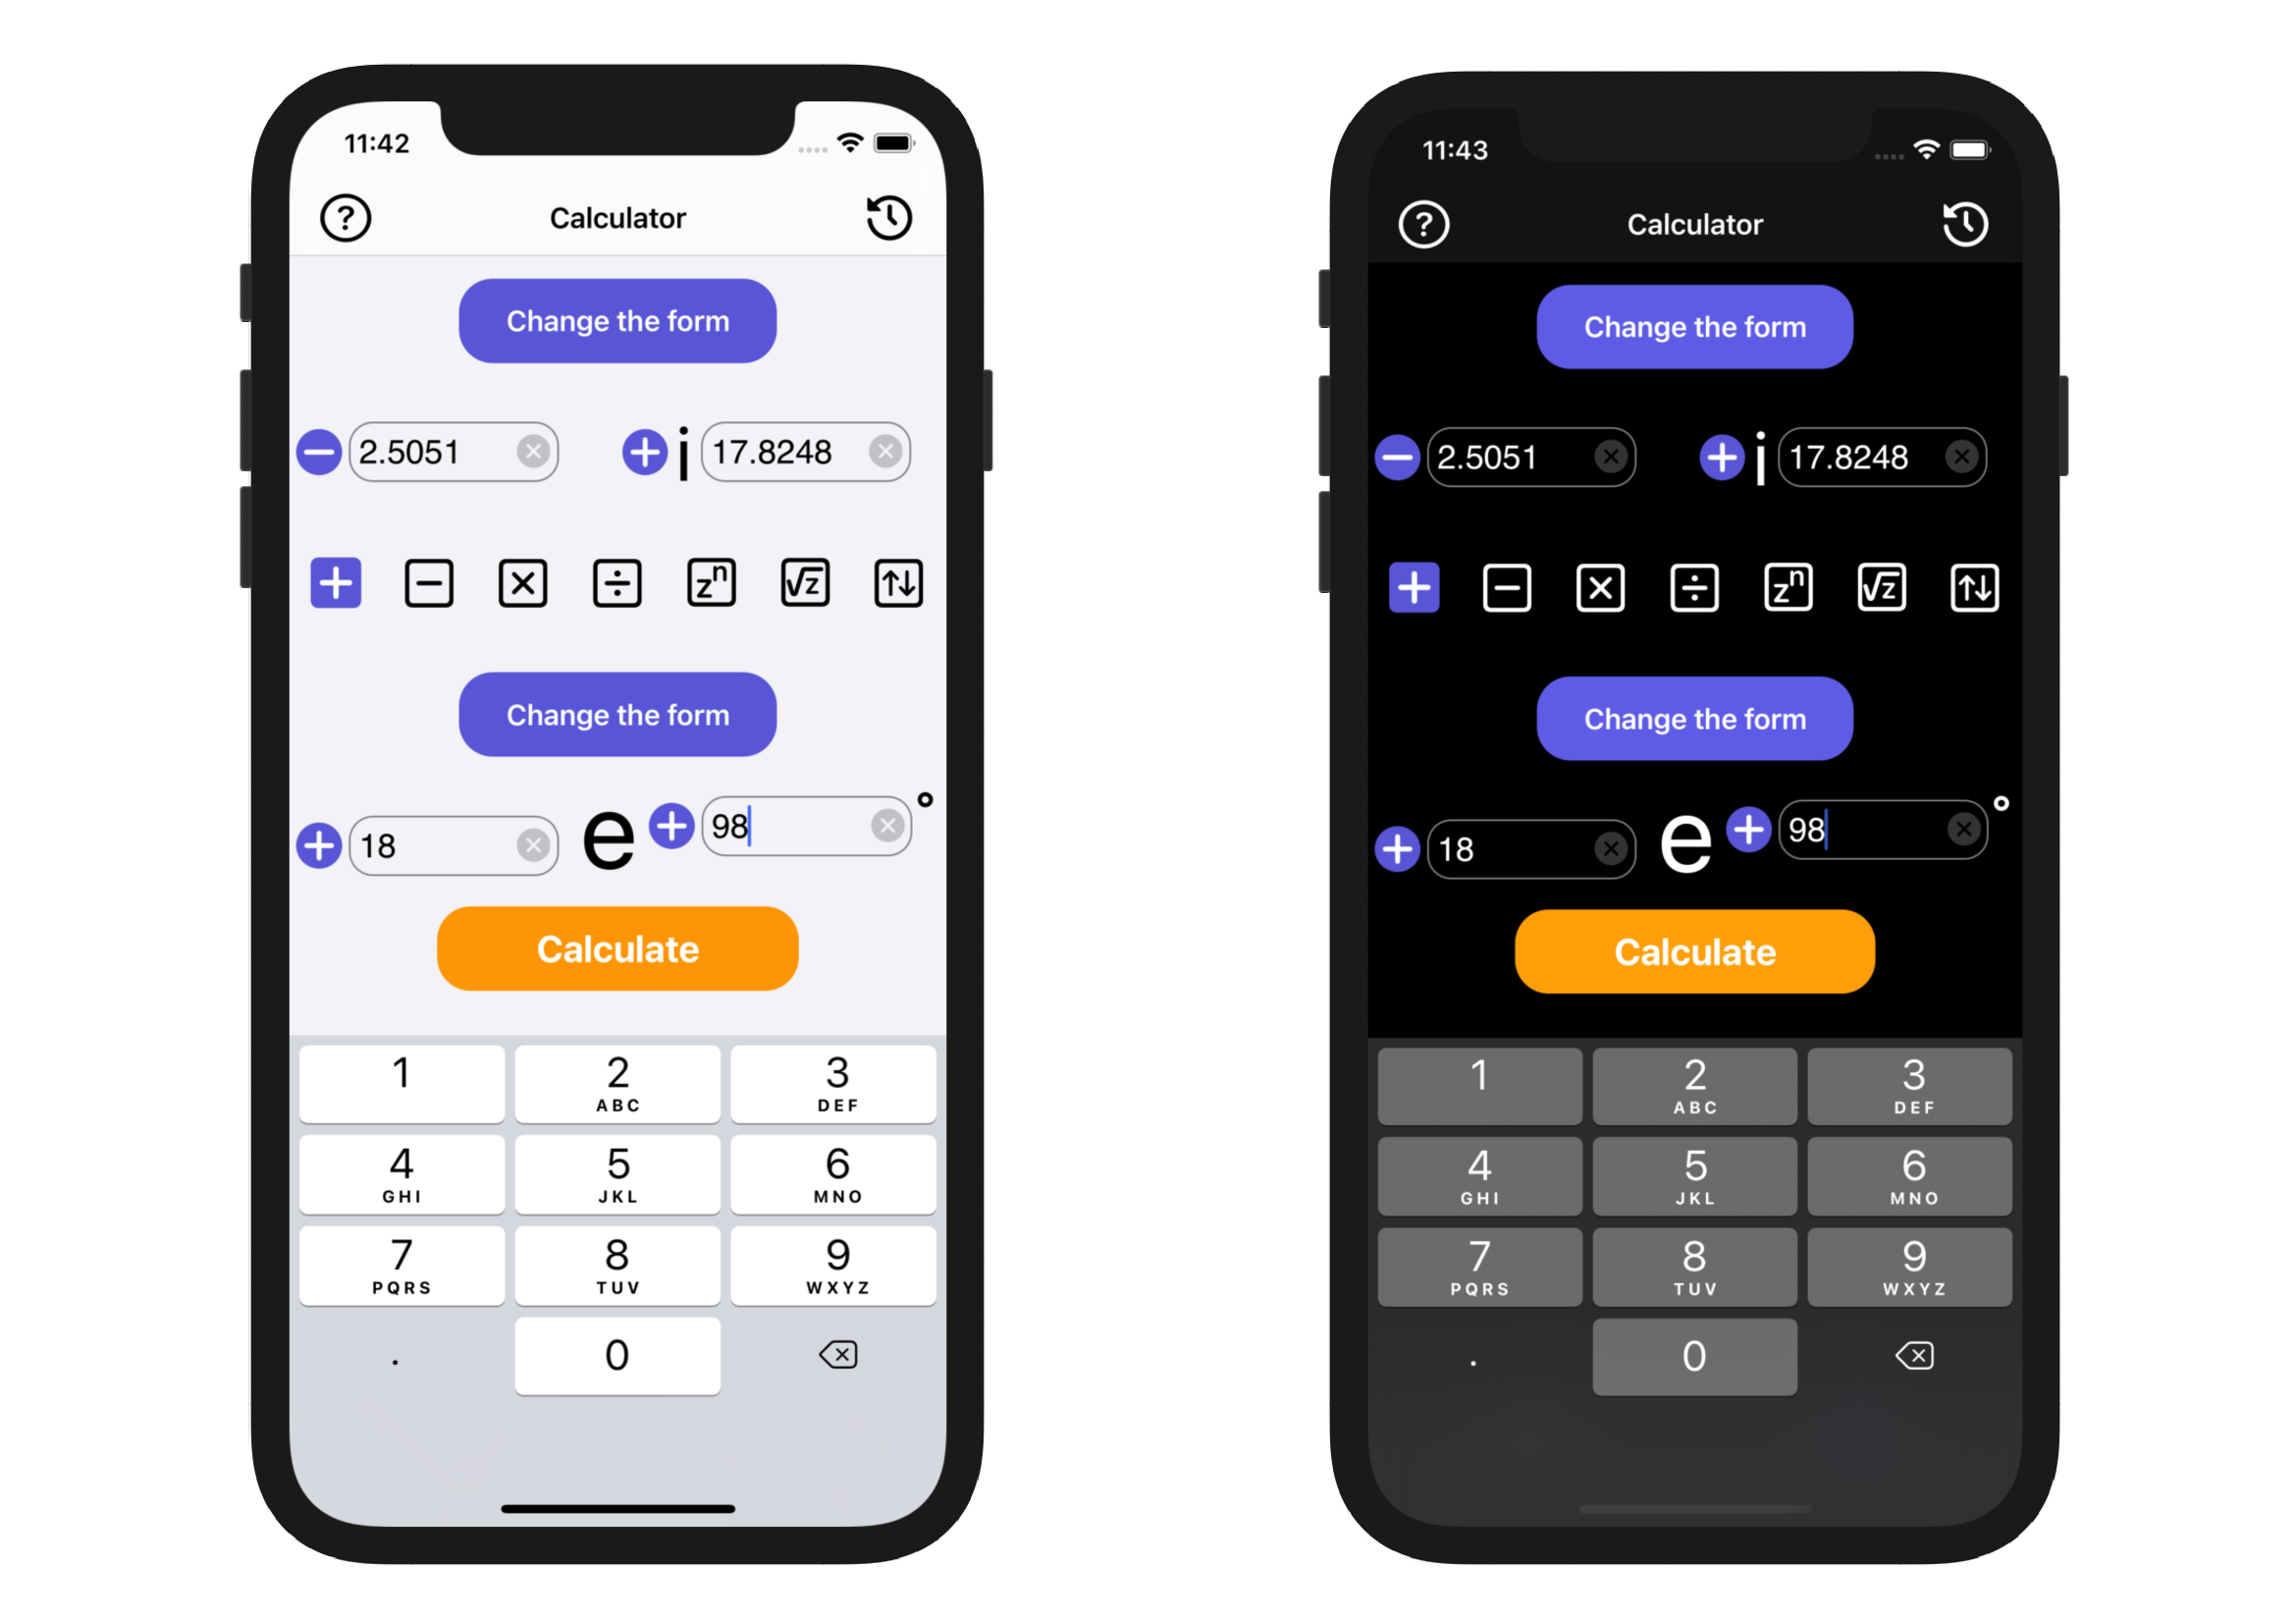 11:42
? Calculator
Change the form
− 2.5051 + i 17.8248
+ − × ÷ zⁿ √z ↑↓
Change the form
+ 18 e + 98 °
Calculate
1 2 3
ABC DEF
4 5 6
GHI JKL MNO
7 8 9
PQRS TUV WXYZ
. 0
11:43
? Calculator
Change the form
− 2.5051 + i 17.8248
+ − × ÷ zⁿ √z ↑↓
Change the form
+ 18 e + 98 °
Calculate
1 2 3
ABC DEF
4 5 6
GHI JKL MNO
7 8 9
PQRS TUV WXYZ
. 0